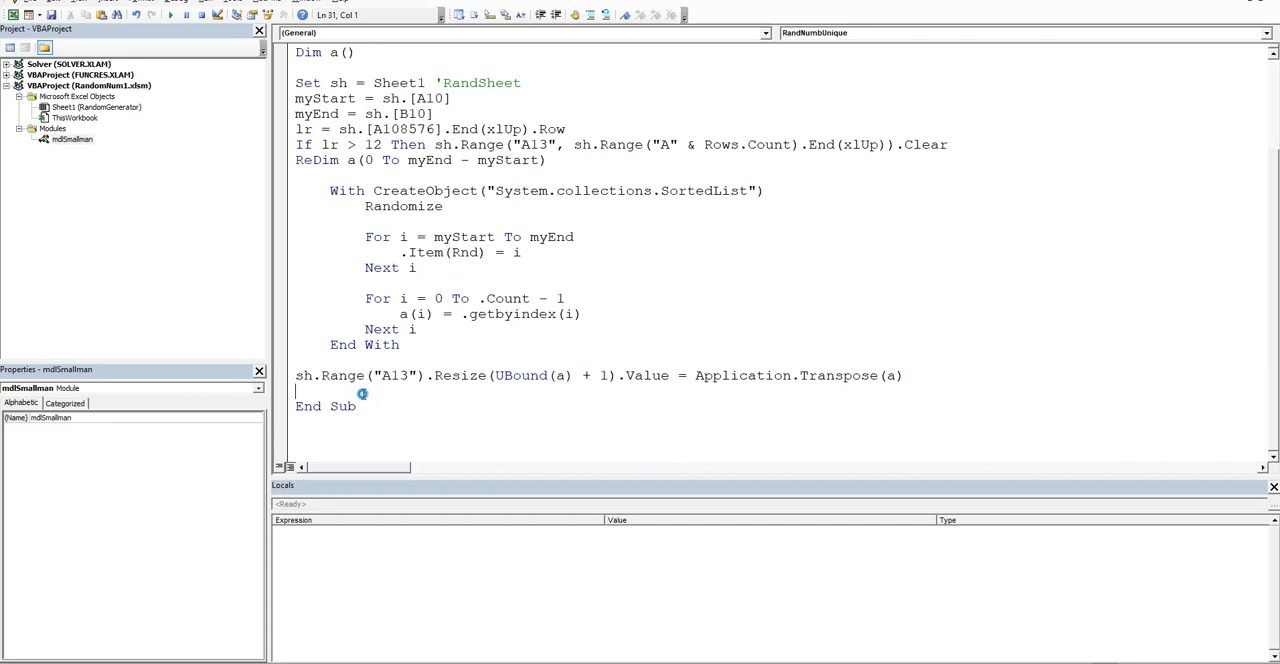 Ln 31, Col 1
Project - VBAProject
Solver (SOLVER.XLAM)
VBAProject (FUNCRES.XLAM)
VBAProject (RandomNum1.xlsm)
Microsoft Excel Objects
Sheet1 (RandomGenerator)
ThisWorkbook
Modules
mdlSmallman
Properties - mdlSmallman
mdlSmallman Module
Alphabetic Categorized
(Name) mdlSmallman
(General)
RandNumbUnique
Dim a()
Set sh = Sheet1 'RandSheet
myStart = sh.[A10]
myEnd = sh.[B10]
lr = sh.[A108576].End(xlUp).Row
If lr > 12 Then sh.Range("A13", sh.Range("A" & Rows.Count).End(xlUp)).Clear
ReDim a(0 To myEnd - myStart)
With CreateObject("System.collections.SortedList")
Randomize
For i = myStart To myEnd
.Item(Rnd) = i
Next i
For i = 0 To .Count - 1
a(i) = .getbyindex(i)
Next i
End With
sh.Range("A13").Resize(UBound(a) + 1).Value = Application.Transpose(a)
End Sub
Locals
<Ready>
Expression Value Type